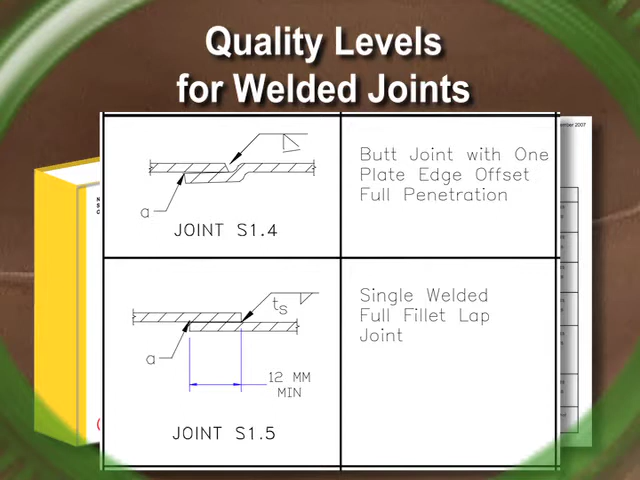 Quality Levels
for Welded Joints
a
JOINT S1.4
Butt Joint with One
Plate Edge Offset
Full Penetration
ts
a
12 MM
MIN
JOINT S1.5
Single Welded
Full Fillet Lap
Joint
2007